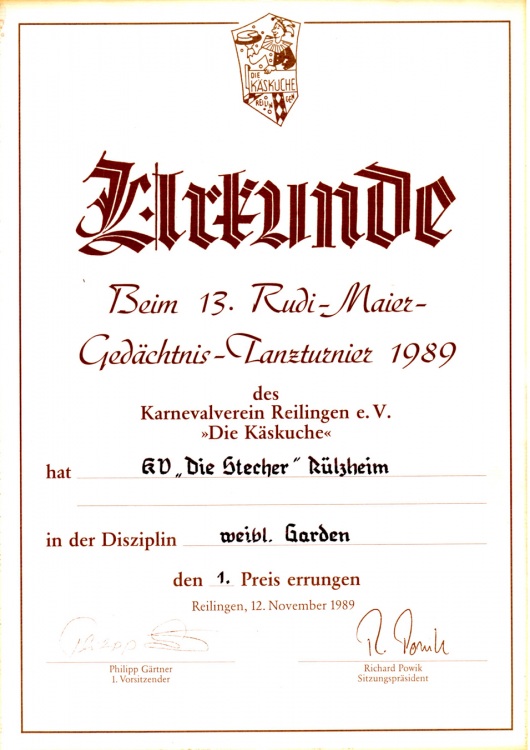 DIE
KÄSKUCHE
REILINGEN
Urkunde
Beim 13. Rudi-Maier-
Gedächtnis-Tanzturnier 1989
des
Karnevalverein Reilingen e. V.
»Die Käskuche«
hat KV „Die Stecher" Rülzheim
in der Disziplin weibl. Garden
den 1. Preis errungen
Reilingen, 12. November 1989
R. Powik
Philipp Gärtner
1. Vorsitzender
Richard Powik
Sitzungspräsident